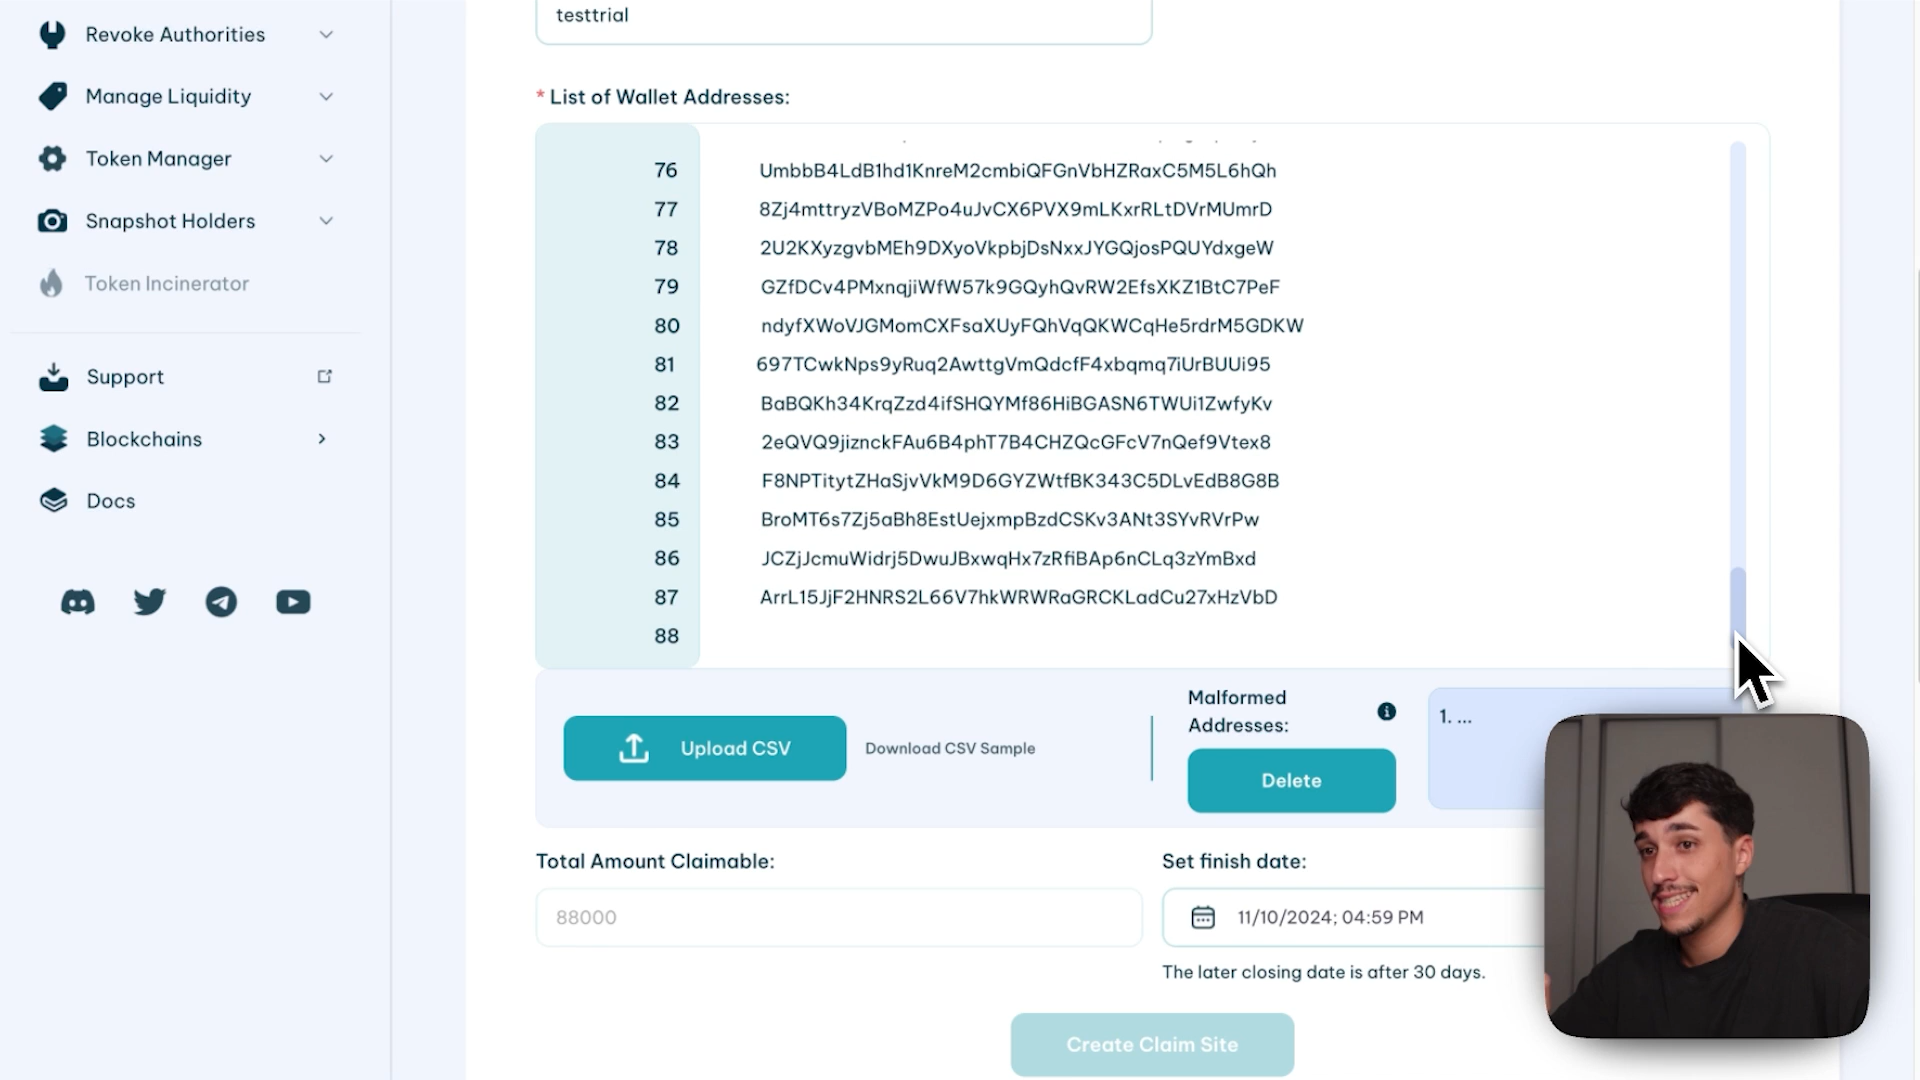 Revoke Authorities
Manage Liquidity
Token Manager
Snapshot Holders
Token Incinerator
Support
Blockchains
Docs
testtrial
* List of Wallet Addresses:
76 UmbbB4LdB1hd1KnreM2cmbiQFGnVbHZRaxC5M5L6hQh
77 8Zj4mttryzVBoMZPo4uJvCX6PVX9mLKxrRLtDVrMUmrD
78 2U2KXyzgvbMEh9DXyoVkpbjDsNxxJYGQjosPQUYdxgeW
79 GZfDCv4PMxnqjiWfW57k9GQyhQvRW2EfsXKZ1BtC7PeF
80 ndyfXWoVJGMomCXFsaXUyFQhVqQKWCqHe5rdrM5GDKW
81 697TCwkNps9yRuq2AwttgVmQdcfF4xbqmq7iUrBUUi95
82 BaBQKh34KrqZzd4ifSHQYMf86HiBGASN6TWUi1ZwfyKv
83 2eQVQ9jiznckFAu6B4phT7B4CHZQcGFcV7nQef9Vtex8
84 F8NPTitytZHaSjvVkM9D6GYZWtfBK343C5DLvEdB8G8B
85 BroMT6s7Zj5aBh8EstUejxmpBzdCSKv3ANt3SYvRVrPw
86 JCZjJcmuWidrj5DwuJBxwqHx7zRfiBAp6nCLq3zYmBxd
87 ArrL15JjF2HNRS2L66V7hkWRWRaGRCKLadCu27xHzVbD
88
Upload CSV
Download CSV Sample
Malformed
Addresses:
Delete
1. ...
Total Amount Claimable:
88000
Set finish date:
11/10/2024; 04:59 PM
The later closing date is after 30 days.
Create Claim Site